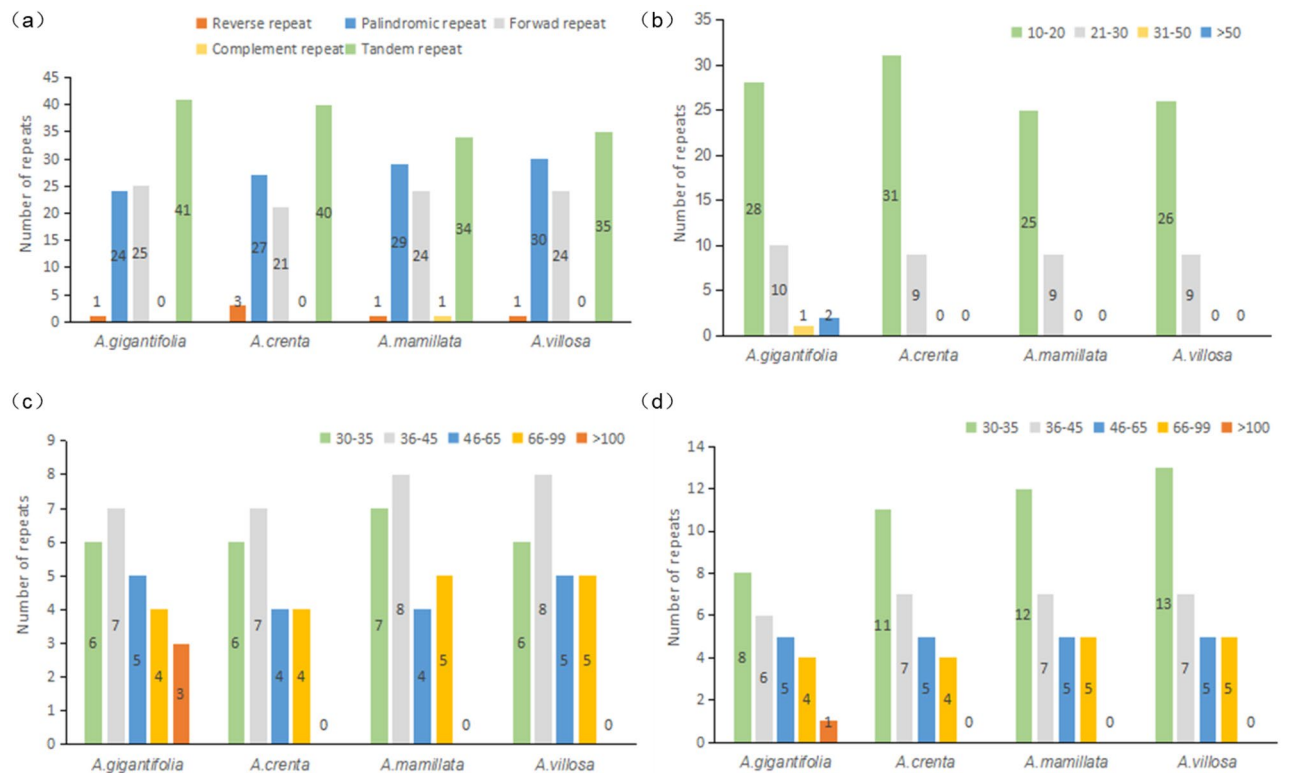 (a)
Reverse repeat Palindromic repeat Forwad repeat
Complement repeat Tandem repeat
Number of repeats
45
40
35
30
25
20
15
10
5
0
1 24 25 0 41
3 27 21 0 40
1 29 24 1 34
1 30 24 0 35
A.gigantifolia A.crenta A.mamillata A.villosa
(b)
10-20 21-30 31-50 >50
Number of repeats
35
30
25
20
15
10
5
0
28 10 1 2
31 9 0 0
25 9 0 0
26 9 0 0
A.gigantifolia A.crenta A.mamillata A.villosa
(c)
30-35 36-45 46-65 66-99 >100
Number of repeats
9
8
7
6
5
4
3
2
1
0
6 7 5 4 3
6 7 4 4 0
7 8 4 5 0
6 8 5 5 0
A.gigantifolia A.crenta A.mamillata A.villosa
(d)
30-35 36-45 46-65 66-99 >100
Number of repeats
14
12
10
8
6
4
2
0
8 6 5 4 1
11 7 5 4 0
12 7 5 5 0
13 7 5 5 0
A.gigantifolia A.crenta A.mamillata A.villosa